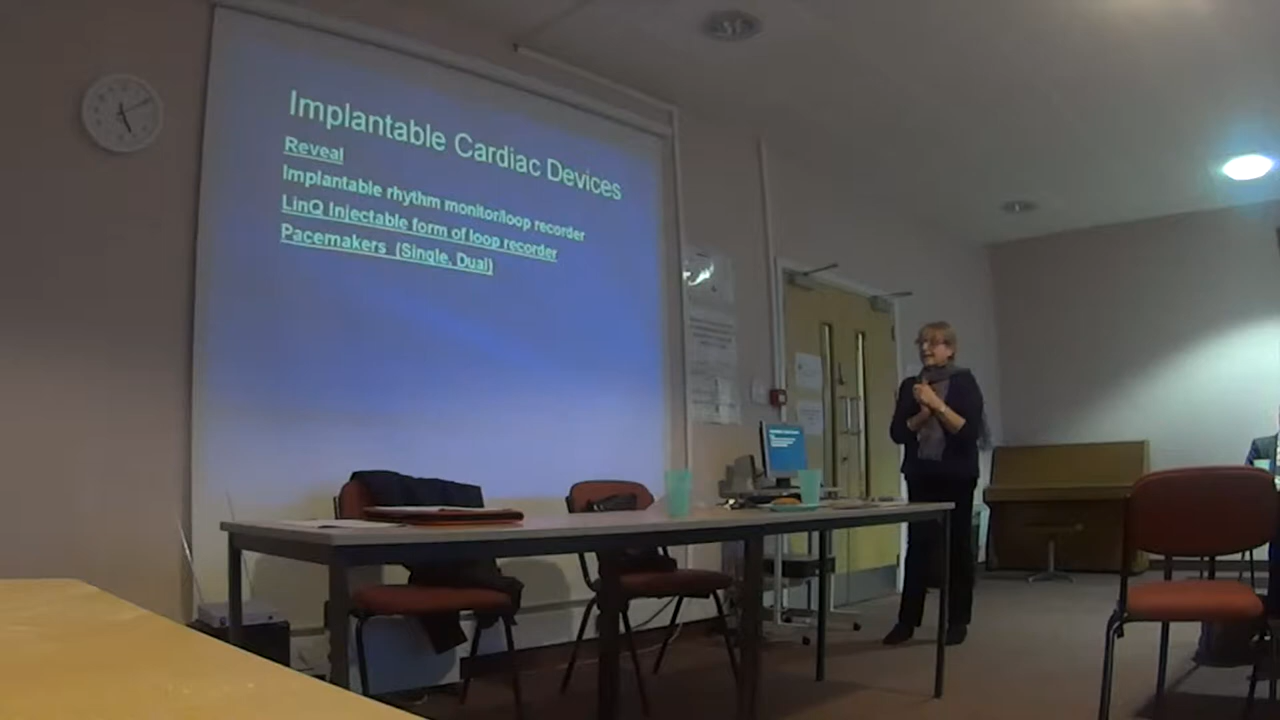 Implantable Cardiac Devices
Reveal
Implantable rhythm monitor/loop recorder
LinQ Injectable form of loop recorder
Pacemakers (Single, Dual)